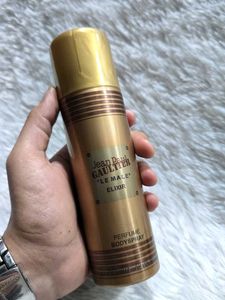 Jean Paul
GAULTIER
"LE MALE"
ELIXIR
PERFUME
BODYSPRAY